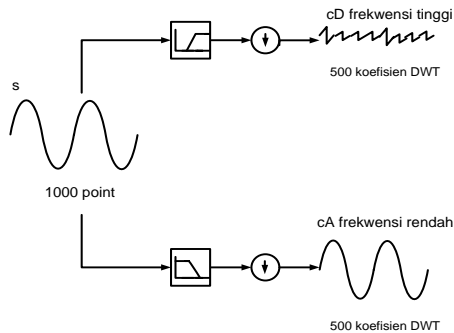 cD frekwensi tinggi
500 koefisien DWT
s
1000 point
cA frekwensi rendah
500 koefisien DWT